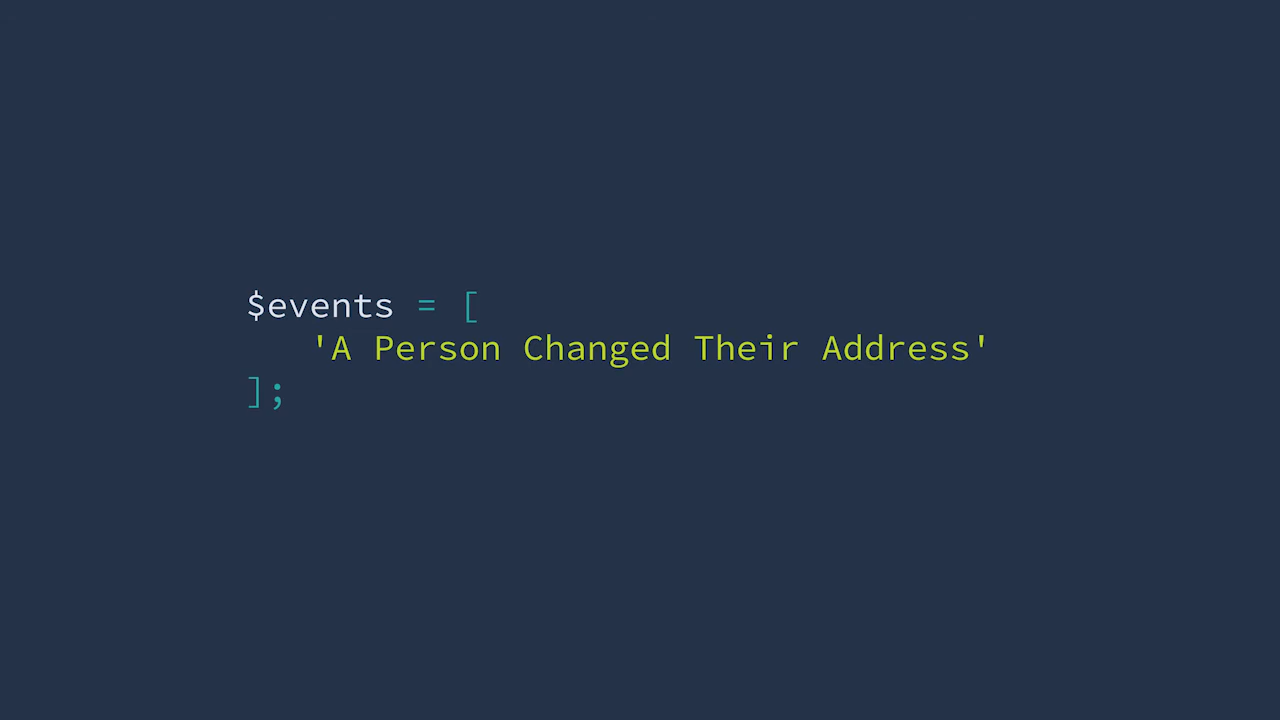 $events = [
'A Person Changed Their Address'
];